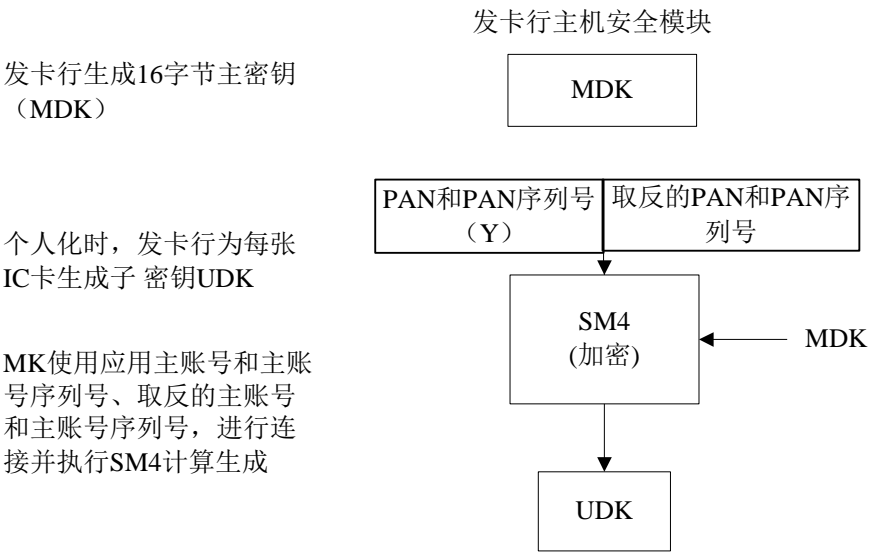 发卡行主机安全模块
发卡行生成16字节主密钥
（MDK）
MDK
PAN和PAN序列号
（Y）
取反的PAN和PAN序
列号
个人化时，发卡行为每张
IC卡生成子 密钥UDK
SM4
(加密)
MDK
MK使用应用主账号和主账
号序列号、取反的主账号
和主账号序列号，进行连
接并执行SM4计算生成
UDK